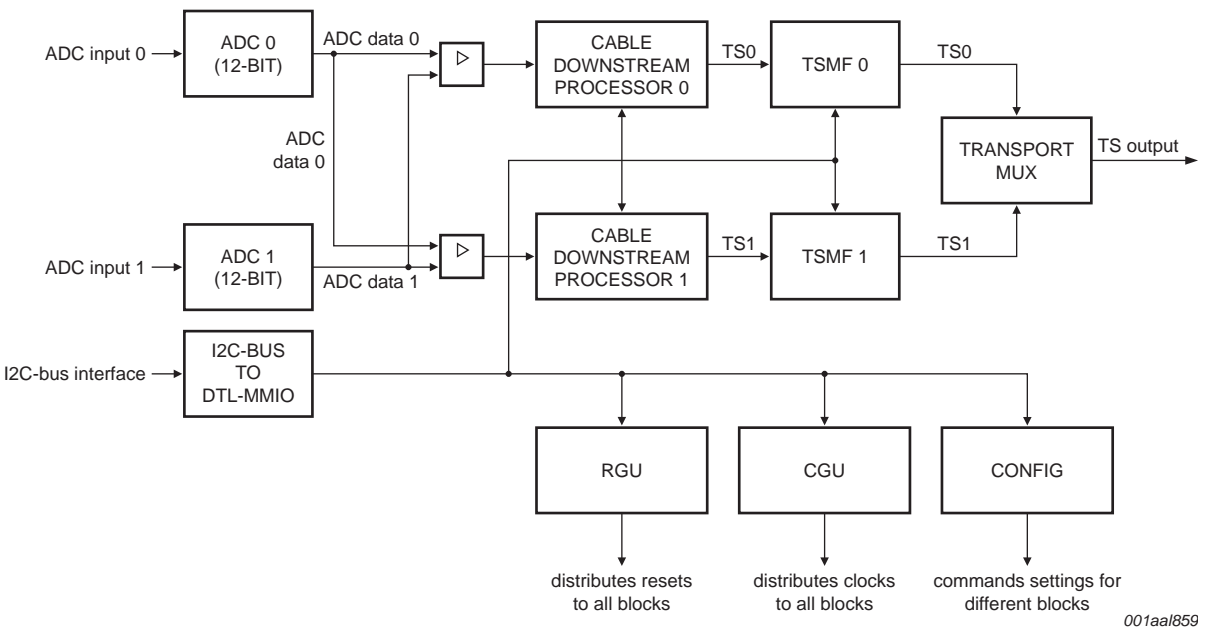 ADC input 0
ADC 0
(12-BIT)
ADC data 0
CABLE
DOWNSTREAM
PROCESSOR 0
TS0
TSMF 0
TS0
ADC
data 0
TRANSPORT
MUX
TS output
ADC input 1
ADC 1
(12-BIT)
ADC data 1
CABLE
DOWNSTREAM
PROCESSOR 1
TS1
TSMF 1
TS1
I2C-bus interface
I2C-BUS
TO
DTL-MMIO
RGU
CGU
CONFIG
distributes resets
to all blocks
distributes clocks
to all blocks
commands settings for
different blocks
001aal859